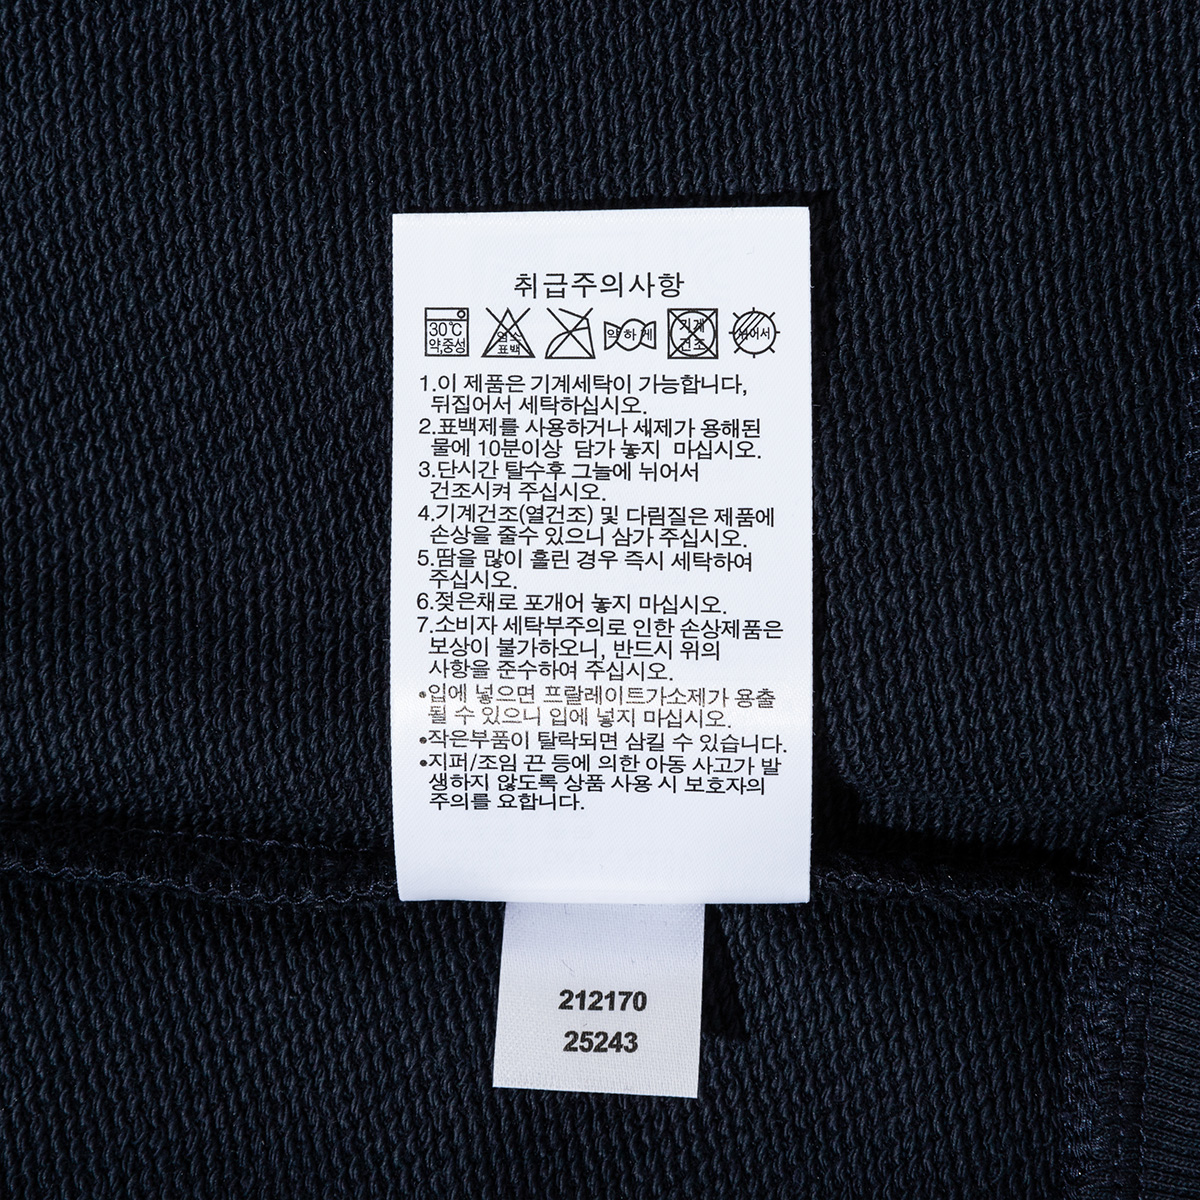 취급주의사항
30℃ 약,중성 염소 표백 약하게 기계 건조 뉘어서
1.이 제품은 기계세탁이 가능합니다,
뒤집어서 세탁하십시오.
2.표백제를 사용하거나 세제가 용해된
물에 10분이상 담가 놓지 마십시오.
3.단시간 탈수후 그늘에 뉘어서
건조시켜 주십시오.
4.기계건조(열건조) 및 다림질은 제품에
손상을 줄수 있으니 삼가 주십시오.
5.땀을 많이 흘린 경우 즉시 세탁하여
주십시오.
6.젖은채로 포개어 놓지 마십시오.
7.소비자 세탁부주의로 인한 손상제품은
보상이 불가하오니, 반드시 위의
사항을 준수하여 주십시오.
•입에 넣으면 프탈레이트가소제가 용출
될 수 있으니 입에 넣지 마십시오.
•작은부품이 탈락되면 삼킬 수 있습니다.
•지퍼/조임 끈 등에 의한 아동 사고가 발
생하지 않도록 상품 사용 시 보호자의
주의를 요합니다.
212170
25243